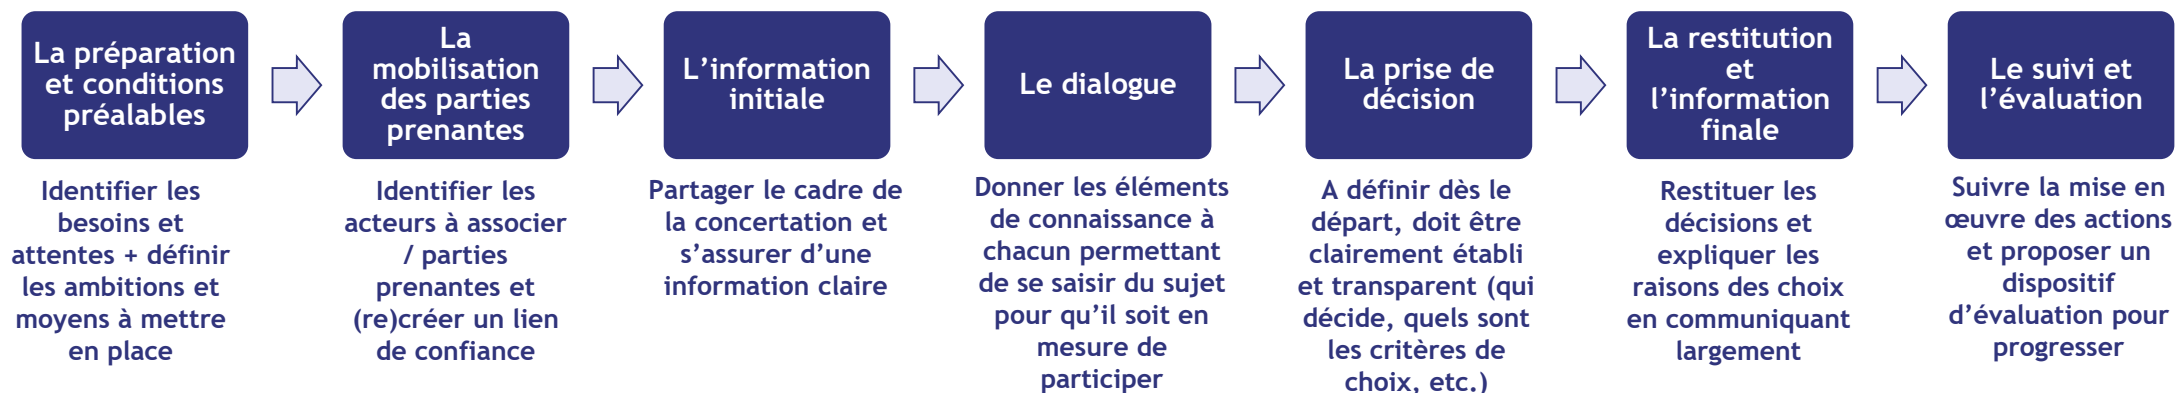 La préparation
et conditions
préalables
La
mobilisation
des parties
prenantes
L’information
initiale
Le dialogue
La prise de
décision
La restitution
et
l’information
finale
Le suivi et
l’évaluation
Identifier les
besoins et
attentes + définir
les ambitions et
moyens à mettre
en place
Identifier les
acteurs à associer
/ parties
prenantes et
(re)créer un lien
de confiance
Partager le cadre de
la concertation et
s’assurer d’une
information claire
Donner les éléments
de connaissance à
chacun permettant
de se saisir du sujet
pour qu’il soit en
mesure de
participer
A définir dès le
départ, doit être
clairement établi
et transparent (qui
décide, quels sont
les critères de
choix, etc.)
Restituer les
décisions et
expliquer les
raisons des choix
en communiquant
largement
Suivre la mise en
œuvre des actions
et proposer un
dispositif
d’évaluation pour
progresser